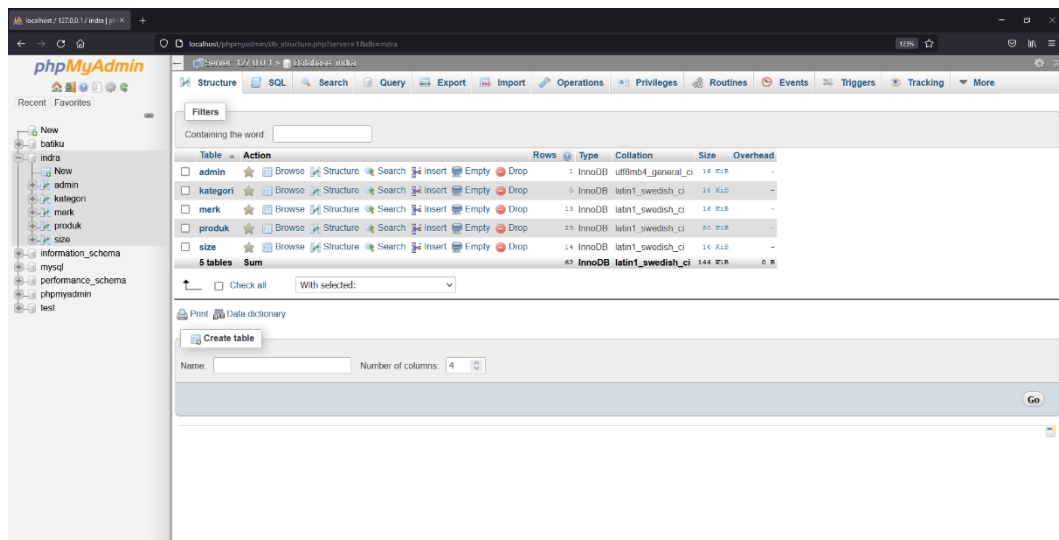 localhost / 127.0.0.1 / indra | ph
localhost/phpmyadmin/db_structure.php?server=1&db=indra
123%
phpMyAdmin
Recent Favorites
New
batiku
indra
New
admin
kategori
merk
produk
size
information_schema
mysql
performance_schema
phpmyadmin
test
Server: 127.0.0.1 » Database: indra
Structure SQL Search Query Export Import Operations Privileges Routines Events Triggers Tracking More
Filters
Containing the word:
Table Action Rows Type Collation Size Overhead
admin Browse Structure Search Insert Empty Drop 1 InnoDB utf8mb4_general_ci 16 KiB -
kategori Browse Structure Search Insert Empty Drop 5 InnoDB latin1_swedish_ci 16 KiB -
merk Browse Structure Search Insert Empty Drop 13 InnoDB latin1_swedish_ci 16 KiB -
produk Browse Structure Search Insert Empty Drop InnoDB latin1_swedish_ci 80 KiB -
size Browse Structure Search Insert Empty Drop 14 InnoDB latin1_swedish_ci 16 KiB -
5 tables Sum 62 InnoDB latin1_swedish_ci 144 KiB 0 B
Check all With selected:
Print Data dictionary
Create table
Name: Number of columns: 4
Go